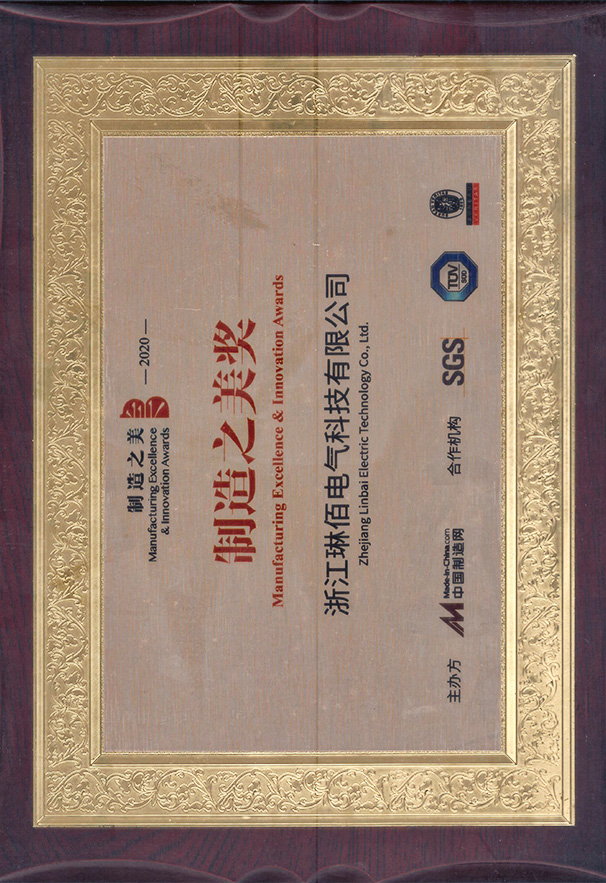 制造之美
Manufacturing Excellence
& Innovation Awards
— 2020 —
制造之美奖
Manufacturing Excellence & Innovation Awards
浙江琳佰电气科技有限公司
Zhejiang Linbai Electric Technology Co., Ltd.
主办方
Made-in-China.com
中国制造网
合作机构
SGS
TÜV
SÜD